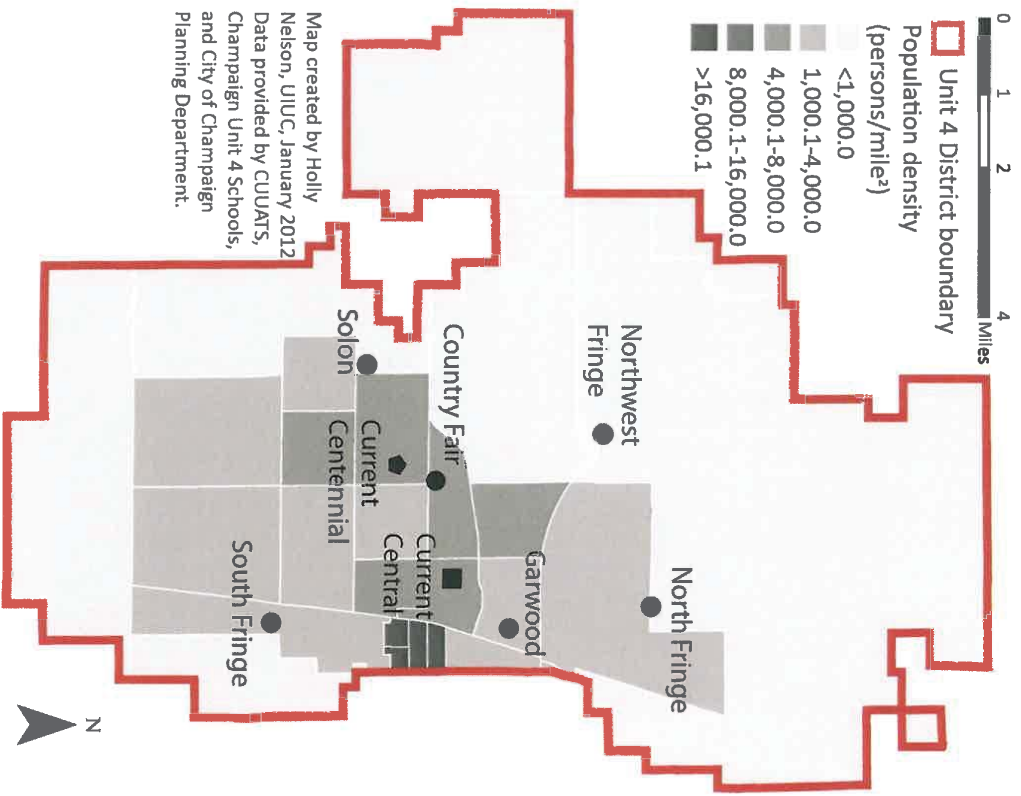 0 1 2 4 Miles
Unit 4 District boundary
Population density
(persons/mile²)
<1,000.0
1,000.1-4,000.0
4,000.1-8,000.0
8,000.1-16,000.0
>16,000.1
Map created by Holly
Nelson, UIUC, January 2012
Data provided by CUUATS,
Champaign Unit 4 Schools,
and City of Champaign
Planning Department.
Northwest
Fringe
North Fringe
Garwood
Country Fair
Current
Central
Solon
Current
Centennial
South Fringe
N